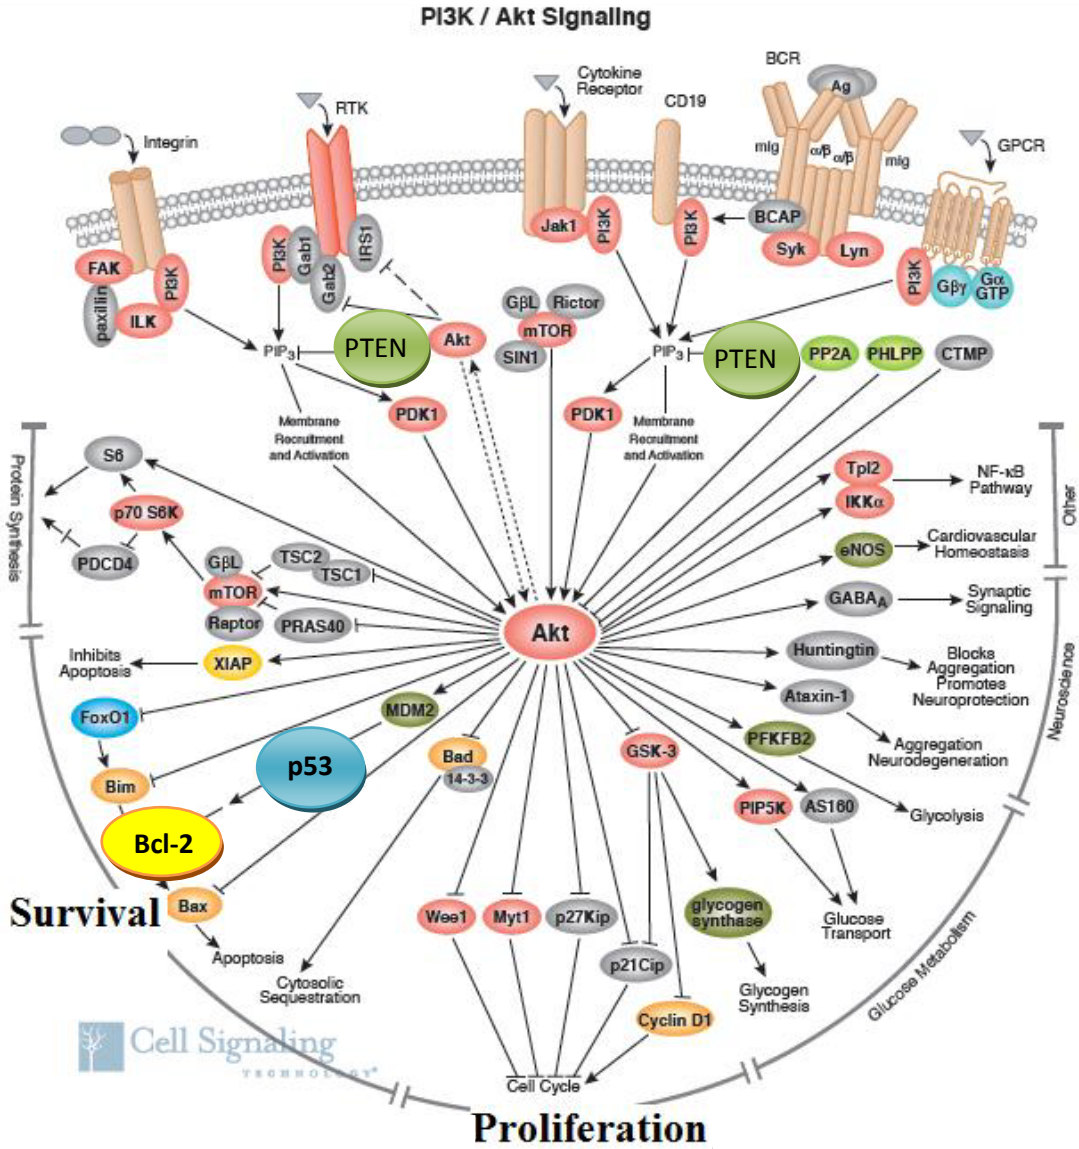 PI3K / Akt Signaling
BCR
Ag
Cytokine
Receptor
CD19
RTK
Integrin
mIg
α/β
α/β
mIg
GPCR
FAK
PI3K
paxillin
ILK
PI3K
Gab1
Gab2
IRS1
Jak1
PI3K
PI3K
BCAP
Syk
Lyn
PI3K
Gβγ
Gα
GTP
GβL
Rictor
mTOR
SIN1
PIP3
PTEN
Akt
PIP3
PTEN
PP2A
PHLPP
CTMP
PDK1
PDK1
Membrane
Recruitment
and Activation
Membrane
Recruitment
and Activation
Protein Synthesis
S6
p70 S6K
PDCD4
GβL
TSC2
TSC1
mTOR
Raptor
PRAS40
Akt
Tpl2
IKKα
NF-κB
Pathway
eNOS
Cardiovascular
Homeostasis
Other
GABAA
Synaptic
Signaling
Huntingtin
Blocks
Aggregation
Promotes
Neuroprotection
Ataxin-1
Aggregation
Neurodegeneration
Neuroscience
Inhibits
Apoptosis
XIAP
FoxO1
MDM2
Bim
p53
Bad
14-3-3
GSK-3
PFKFB2
PIP5K
AS160
Glycolysis
Bcl-2
Survival
Bax
Apoptosis
Cytosolic
Sequestration
Wee1
Myt1
p27Kip
p21Cip
glycogen
synthase
Glucose
Transport
Glycogen
Synthesis
Cyclin D1
Glucose Metabolism
Cell Signaling
TECHNOLOGY®
Cell Cycle
Proliferation